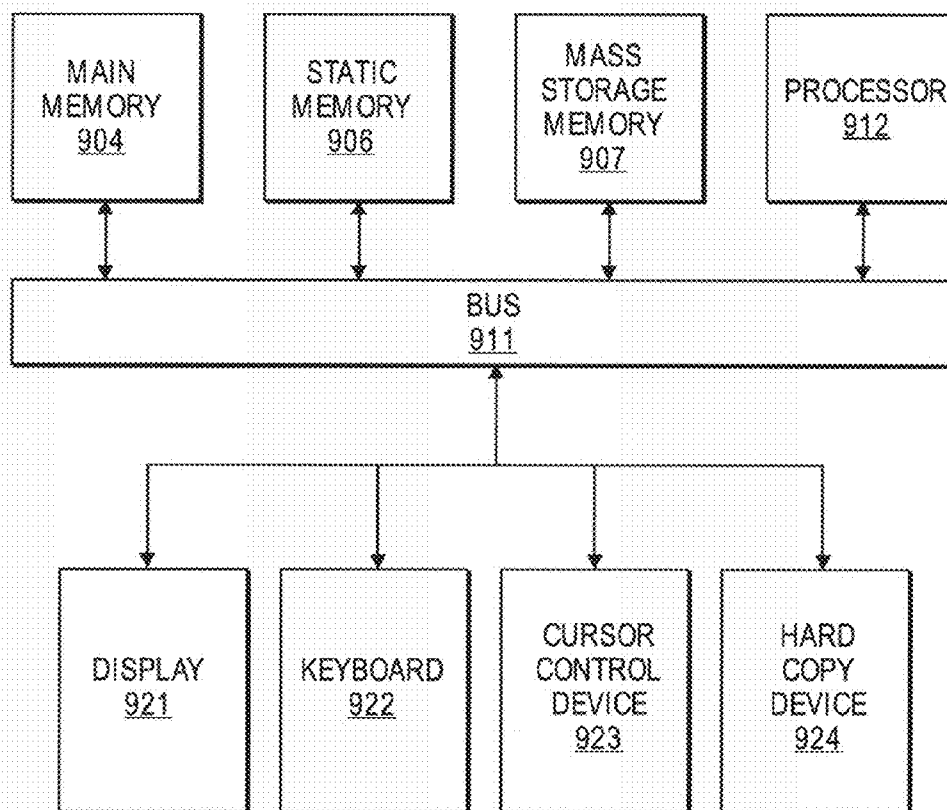 MAIN
MEMORY
904
STATIC
MEMORY
906
MASS
STORAGE
MEMORY
907
PROCESSOR
912
BUS
911
DISPLAY
921
KEYBOARD
922
CURSOR
CONTROL
DEVICE
923
HARD
COPY
DEVICE
924